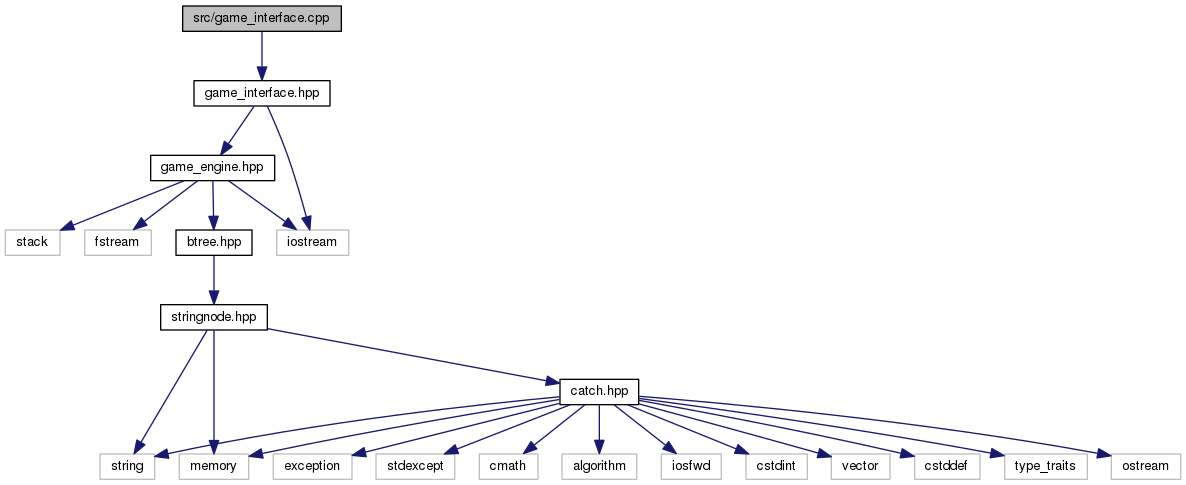 src/game_interface.cpp
game_interface.hpp
game_engine.hpp
stack
fstream
btree.hpp
iostream
stringnode.hpp
catch.hpp
string
memory
exception
stdexcept
cmath
algorithm
iosfwd
cstdint
vector
cstddef
type_traits
ostream